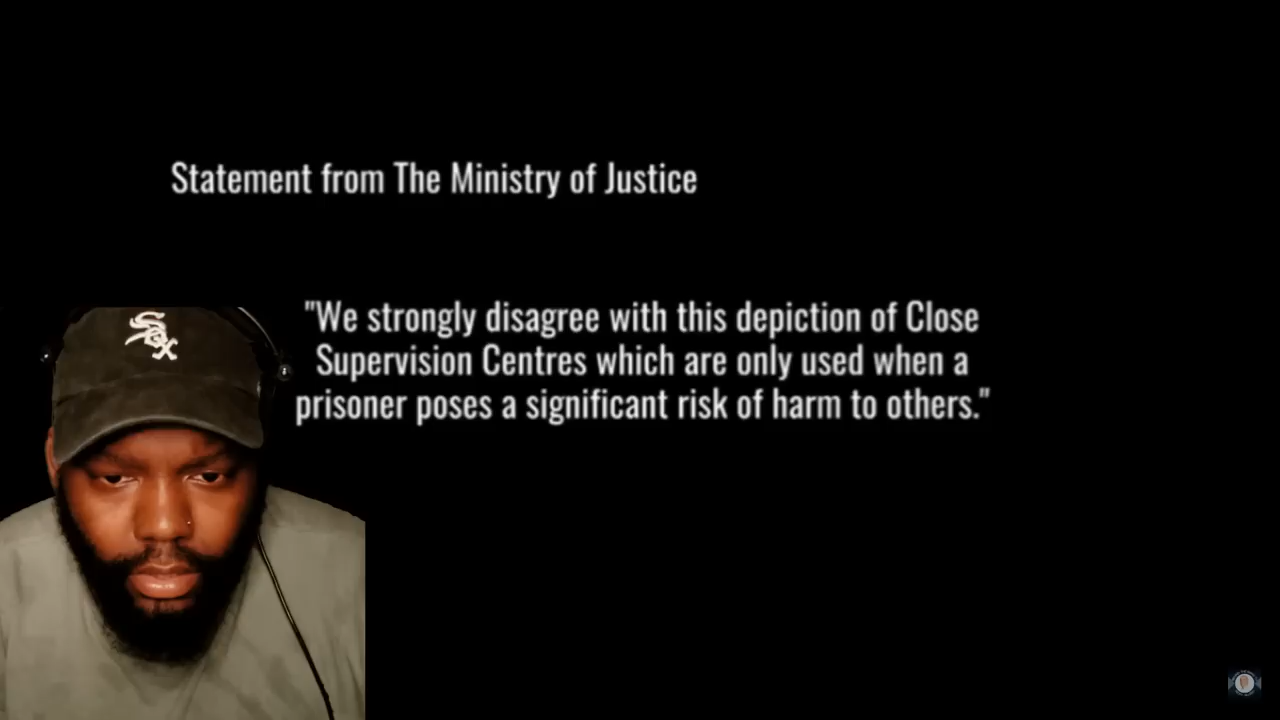 Statement from The Ministry of Justice
"We strongly disagree with this depiction of Close
Supervision Centres which are only used when a
prisoner poses a significant risk of harm to others."
Sox